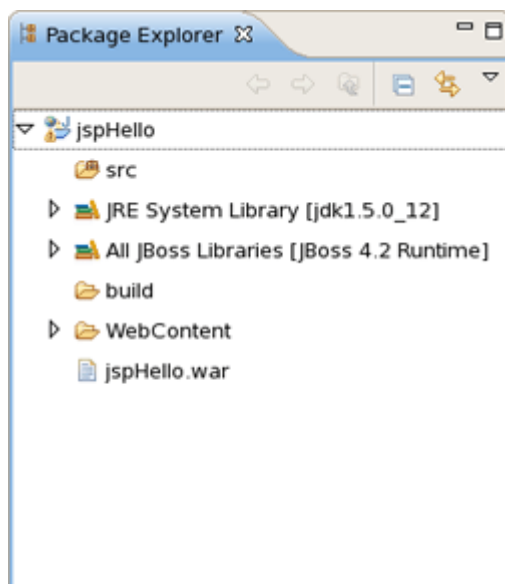 Package Explorer
jspHello
src
JRE System Library [jdk1.5.0_12]
All JBoss Libraries [JBoss 4.2 Runtime]
build
WebContent
jspHello.war